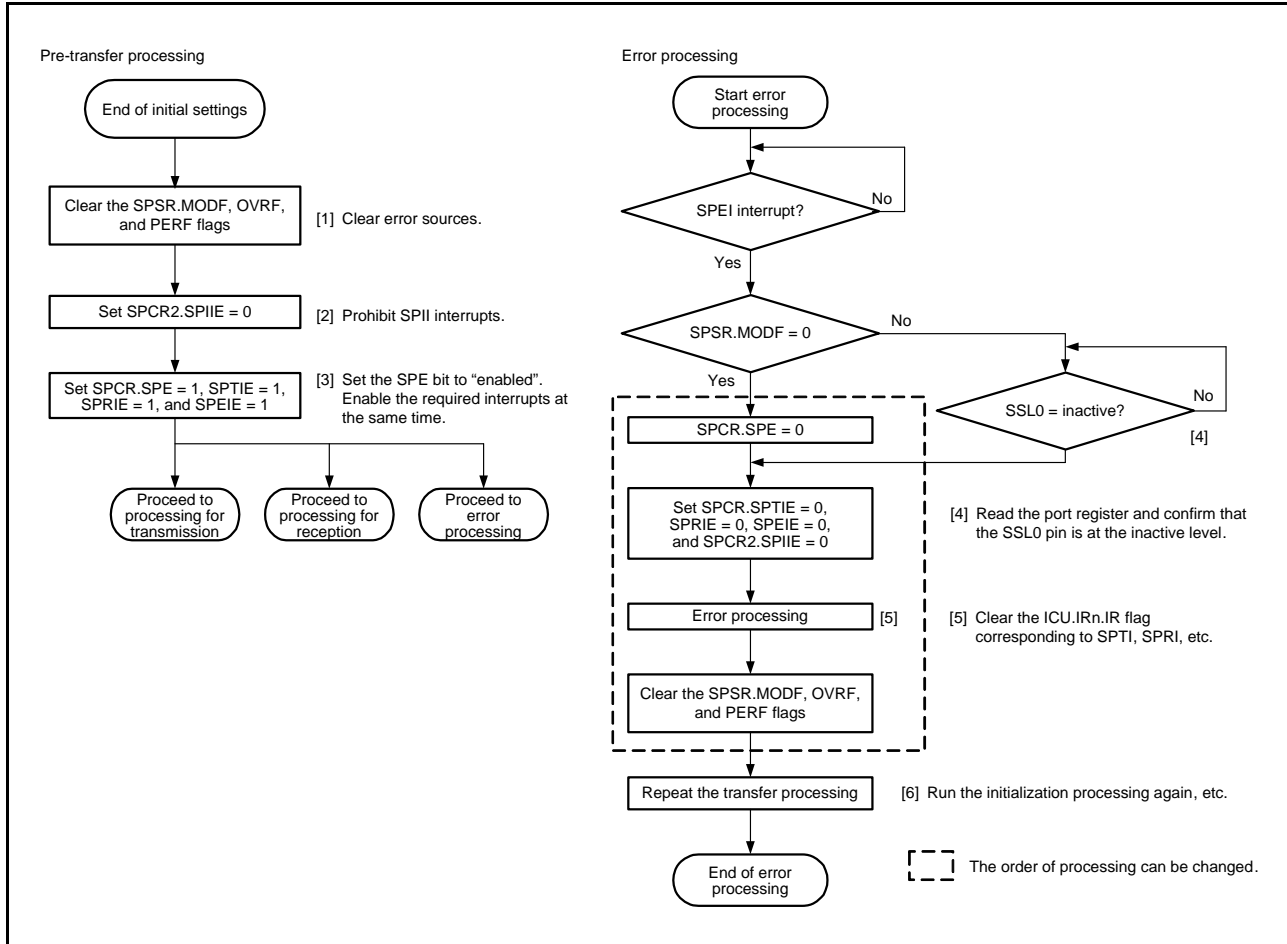 Pre-transfer processing
End of initial settings
Clear the SPSR.MODF, OVRF,
and PERF flags
[1] Clear error sources.
Set SPCR2.SPIIE = 0
[2] Prohibit SPII interrupts.
Set SPCR.SPE = 1, SPTIE = 1,
SPRIE = 1, and SPEIE = 1
[3] Set the SPE bit to “enabled”.
Enable the required interrupts at
the same time.
Proceed to
processing for
transmission
Proceed to
processing for
reception
Proceed to
error
processing
Error processing
Start error
processing
SPEI interrupt?
No
Yes
SPSR.MODF = 0
No
Yes
SSL0 = inactive?
No
[4]
SPCR.SPE = 0
Set SPCR.SPTIE = 0,
SPRIE = 0, SPEIE = 0,
and SPCR2.SPIIE = 0
[4] Read the port register and confirm that
the SSL0 pin is at the inactive level.
Error processing
[5]
[5] Clear the ICU.IRn.IR flag
corresponding to SPTI, SPRI, etc.
Clear the SPSR.MODF, OVRF,
and PERF flags
Repeat the transfer processing
[6] Run the initialization processing again, etc.
End of error
processing
The order of processing can be changed.